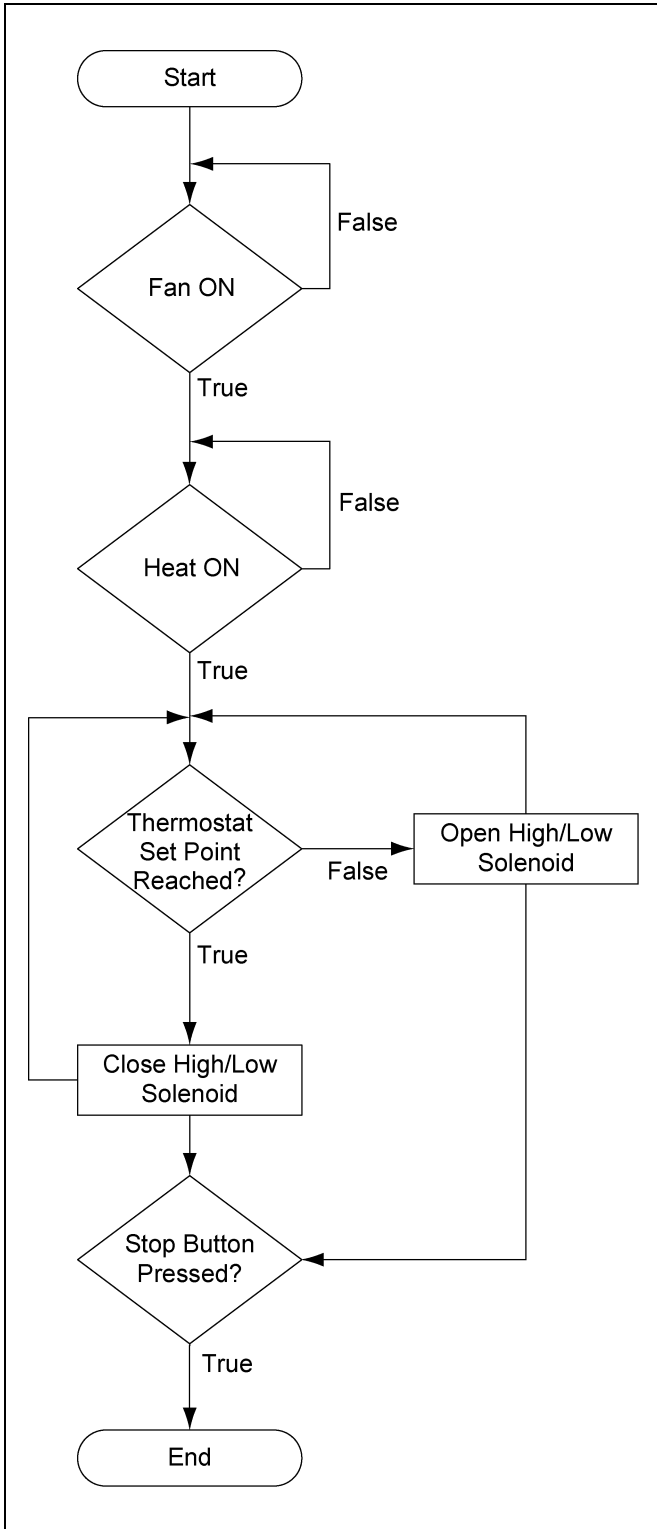 Start
False
Fan ON
True
False
Heat ON
True
Thermostat
Set Point
Reached?
False
Open High/Low
Solenoid
True
Close High/Low
Solenoid
Stop Button
Pressed?
True
End